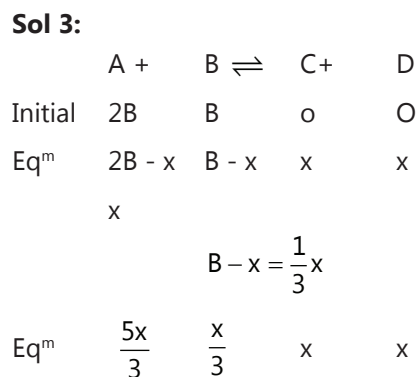 Sol 3:
A + B ⇌ C+ D
Initial 2B B o O
Eqᵐ 2B - x B - x x x
x
B − x = 1/3 x
Eqᵐ 5x/3 x/3 x x